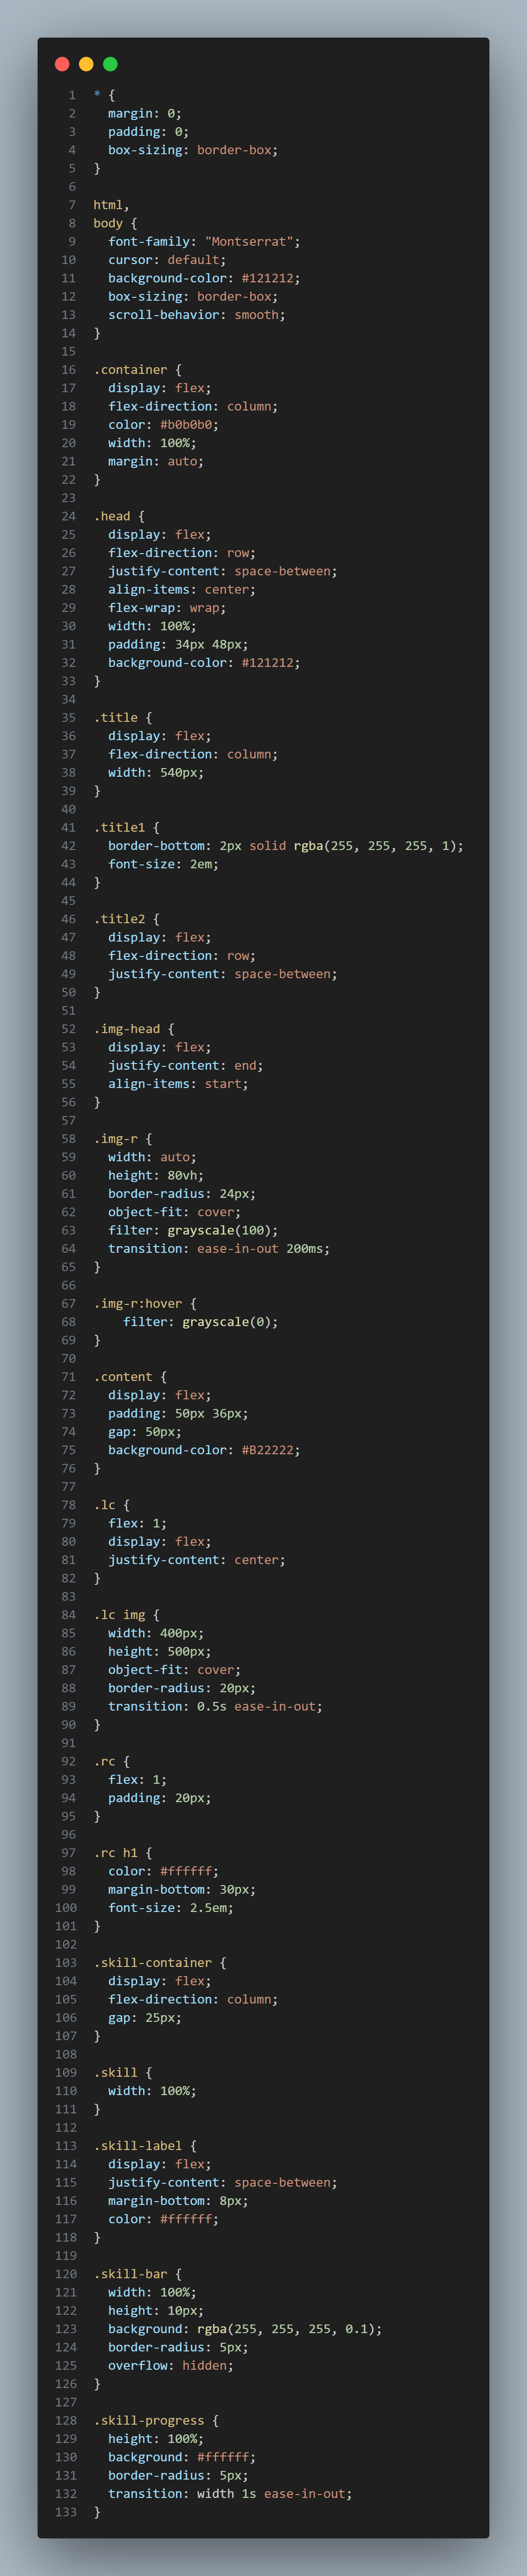 1 * {
2   margin: 0;
3   padding: 0;
4   box-sizing: border-box;
5 }
6
7 html,
8 body {
9   font-family: "Montserrat";
10   cursor: default;
11   background-color: #121212;
12   box-sizing: border-box;
13   scroll-behavior: smooth;
14 }
15
16 .container {
17   display: flex;
18   flex-direction: column;
19   color: #b0b0b0;
20   width: 100%;
21   margin: auto;
22 }
23
24 .head {
25   display: flex;
26   flex-direction: row;
27   justify-content: space-between;
28   align-items: center;
29   flex-wrap: wrap;
30   width: 100%;
31   padding: 34px 48px;
32   background-color: #121212;
33 }
34
35 .title {
36   display: flex;
37   flex-direction: column;
38   width: 540px;
39 }
40
41 .title1 {
42   border-bottom: 2px solid rgba(255, 255, 255, 1);
43   font-size: 2em;
44 }
45
46 .title2 {
47   display: flex;
48   flex-direction: row;
49   justify-content: space-between;
50 }
51
52 .img-head {
53   display: flex;
54   justify-content: end;
55   align-items: start;
56 }
57
58 .img-r {
59   width: auto;
60   height: 80vh;
61   border-radius: 24px;
62   object-fit: cover;
63   filter: grayscale(100);
64   transition: ease-in-out 200ms;
65 }
66
67 .img-r:hover {
68     filter: grayscale(0);
69 }
70
71 .content {
72   display: flex;
73   padding: 50px 36px;
74   gap: 50px;
75   background-color: #B22222;
76 }
77
78 .lc {
79   flex: 1;
80   display: flex;
81   justify-content: center;
82 }
83
84 .lc img {
85   width: 400px;
86   height: 500px;
87   object-fit: cover;
88   border-radius: 20px;
89   transition: 0.5s ease-in-out;
90 }
91
92 .rc {
93   flex: 1;
94   padding: 20px;
95 }
96
97 .rc h1 {
98   color: #ffffff;
99   margin-bottom: 30px;
100   font-size: 2.5em;
101 }
102
103 .skill-container {
104   display: flex;
105   flex-direction: column;
106   gap: 25px;
107 }
108
109 .skill {
110   width: 100%;
111 }
112
113 .skill-label {
114   display: flex;
115   justify-content: space-between;
116   margin-bottom: 8px;
117   color: #ffffff;
118 }
119
120 .skill-bar {
121   width: 100%;
122   height: 10px;
123   background: rgba(255, 255, 255, 0.1);
124   border-radius: 5px;
125   overflow: hidden;
126 }
127
128 .skill-progress {
129   height: 100%;
130   background: #ffffff;
131   border-radius: 5px;
132   transition: width 1s ease-in-out;
133 }